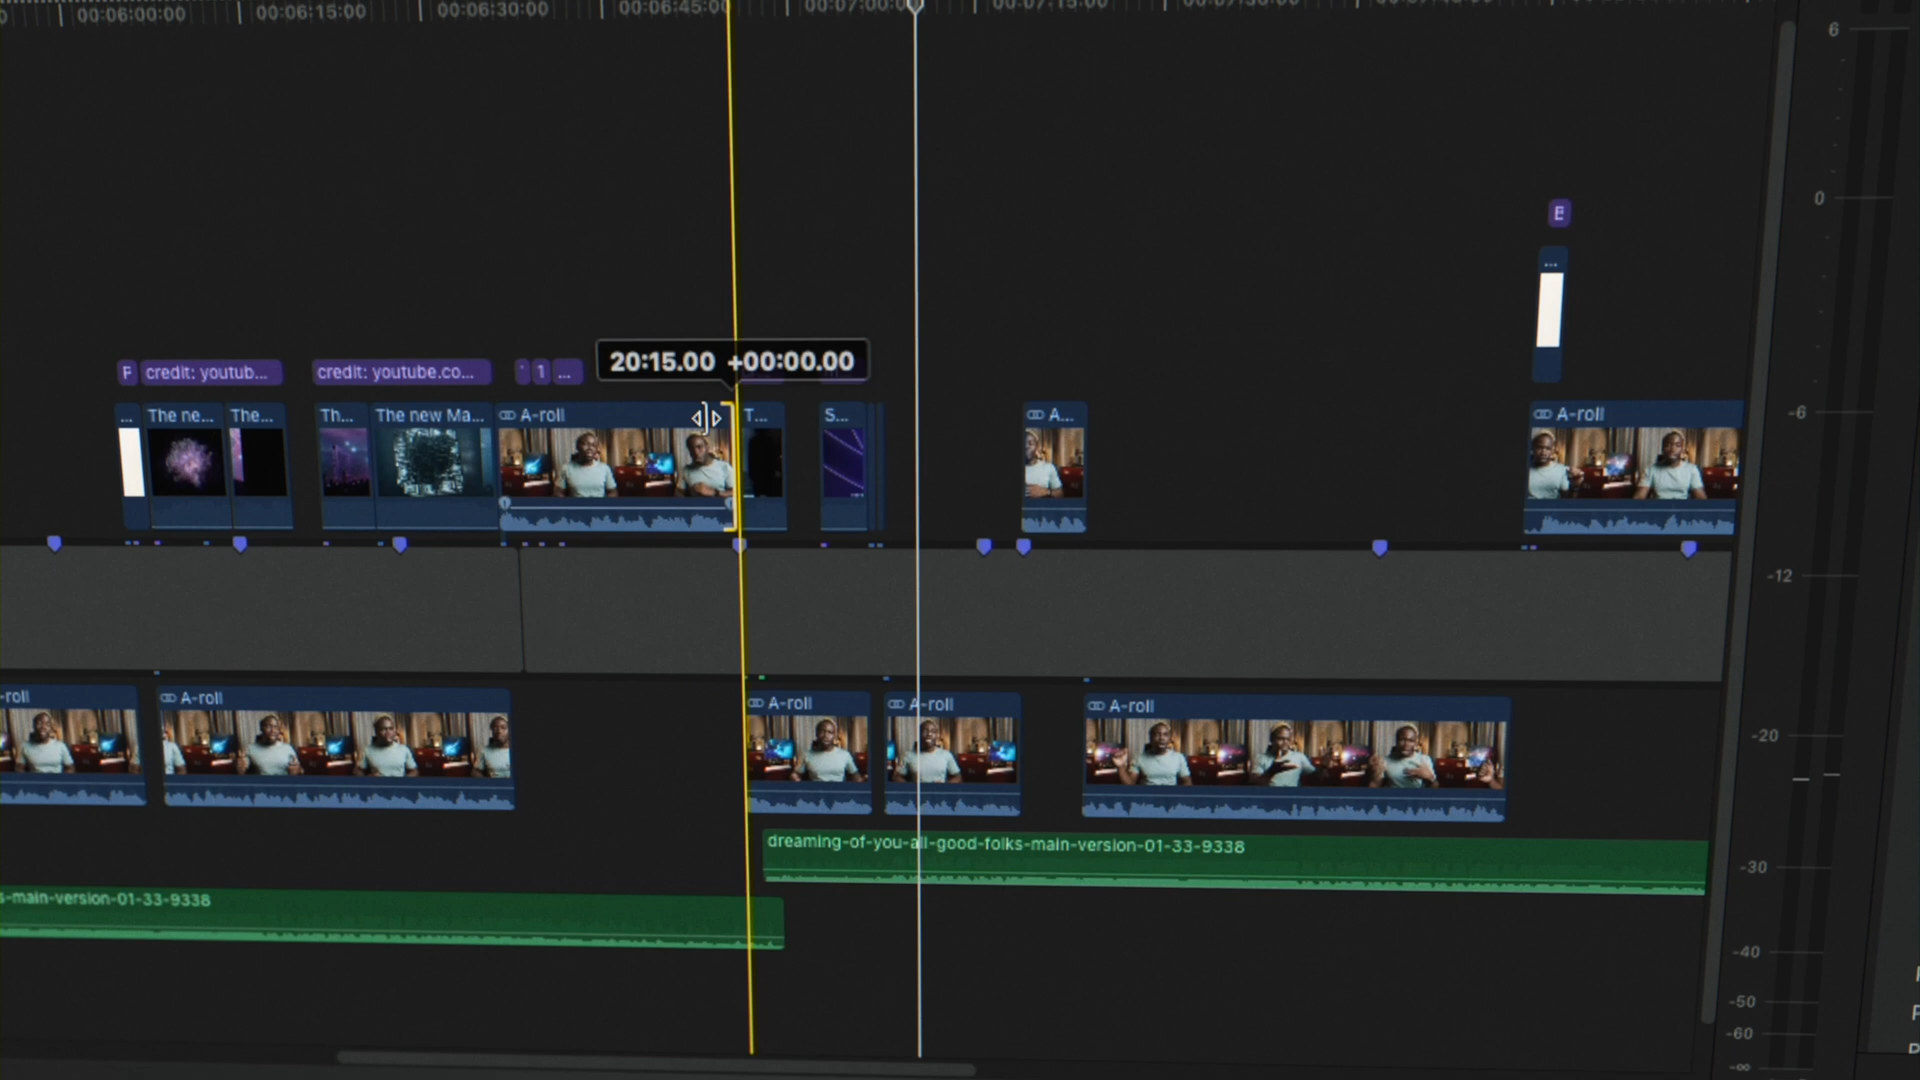 00:06:00:00 00:06:15:00 00:06:30:00 00:06:45:00 00:07:00:00 00:07:15:00
6
0
E
...
20:15.00 +00:00.00
F credit: youtub... credit: youtube.co... 1 ...
... The ne... The... Th... The new Ma... A-roll T... S... A... A-roll
-6
-12
-roll A-roll A-roll A-roll A-roll
-20
dreaming-of-you-all-good-folks-main-version-01-33-9338
-30
s-main-version-01-33-9338
-40
-50
-60
-∞